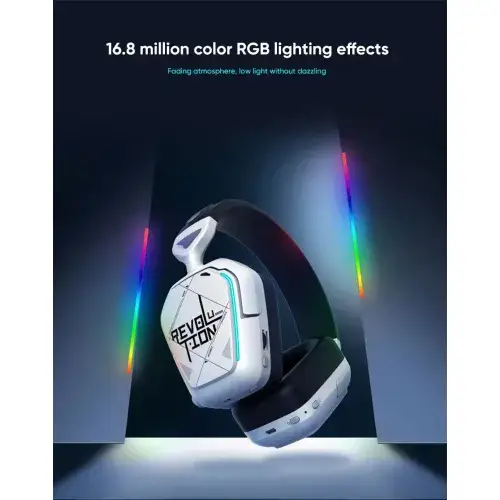 16.8 million color RGB lighting effects
Fading atmosphere, low light without dazzling
REVOLU
TION